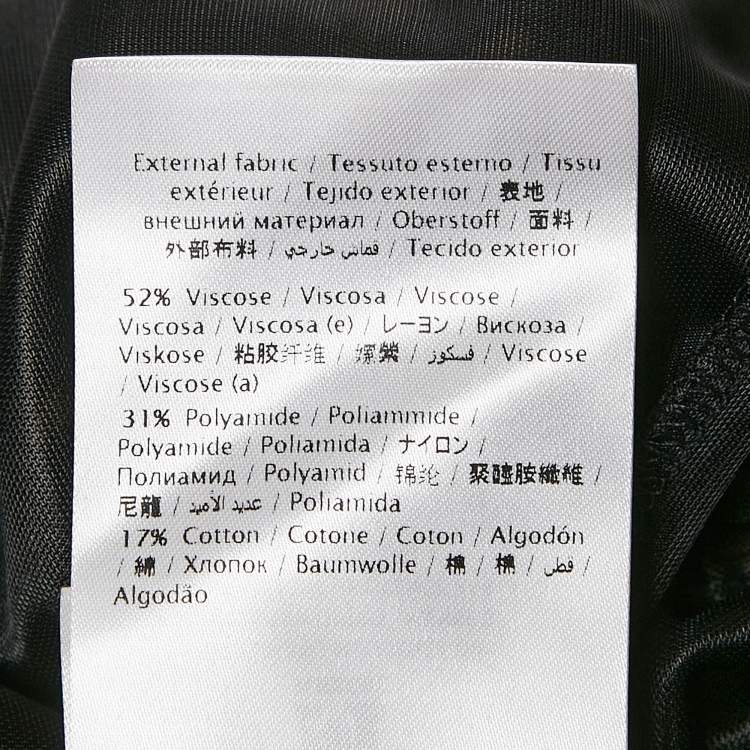 External fabric / Tessuto esterno / Tissu
extérieur / Tejido exterior / 表地 /
внешний материал / Oberstoff / 面料 /
外部布料 / قماش خارجي / Tecido exterior
52% Viscose / Viscosa / Viscose /
Viscosa / Viscosa (e) / レーヨン / Вискоза /
Viskose / 粘胶纤维 / 嫘縈 / فسكوز / Viscose
/ Viscose (a)
31% Polyamide / Poliammide /
Polyamide / Poliamida / ナイロン /
Полиамид / Polyamid / 锦纶 / 聚醯胺纖維 /
尼龍 / عديد الأميد / Poliamida
17% Cotton / Cotone / Coton / Algodón
/ 綿 / Хлопок / Baumwolle / 棉 / 棉 / قطن /
Algodão